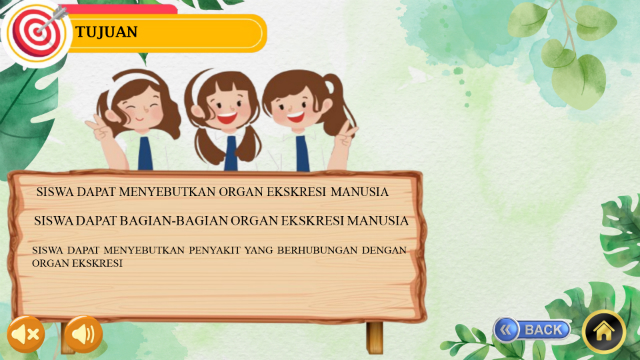 TUJUAN
SISWA DAPAT MENYEBUTKAN ORGAN EKSKRESI MANUSIA
SISWA DAPAT BAGIAN-BAGIAN ORGAN EKSKRESI MANUSIA
SISWA DAPAT MENYEBUTKAN PENYAKIT YANG BERHUBUNGAN DENGAN
ORGAN EKSKRESI
BACK